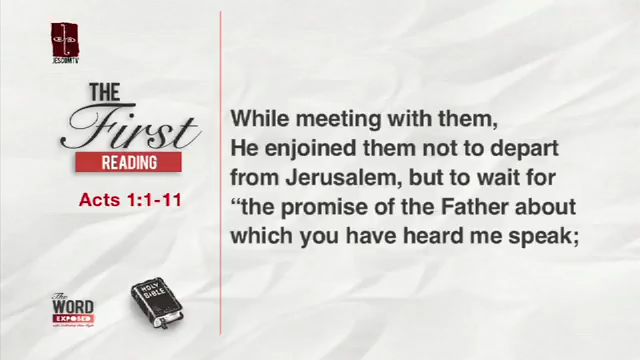 JESCOMTV
THE
First
READING
Acts 1:1-11
While meeting with them,
He enjoined them not to depart
from Jerusalem, but to wait for
“the promise of the Father about
which you have heard me speak;
HOLY
BIBLE
The
WORD
EXPOSED